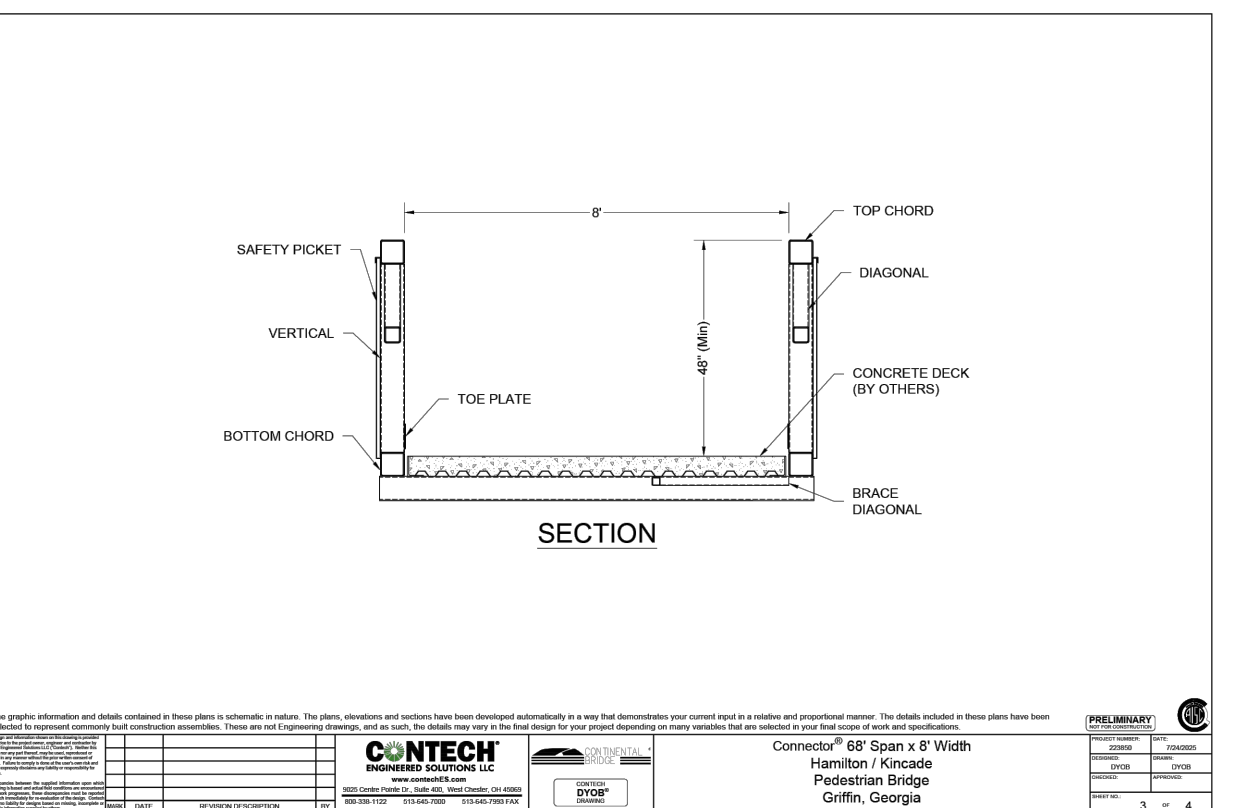 8'
TOP CHORD
SAFETY PICKET
DIAGONAL
VERTICAL
48" (Min)
CONCRETE DECK
(BY OTHERS)
TOE PLATE
BOTTOM CHORD
BRACE
DIAGONAL
SECTION
graphic information and details contained in these plans is schematic in nature. The plans, elevations and sections have been developed automatically in a way that demonstrates your current input in a relative and proportional manner. The details included in these plans have been
to represent commonly built construction assemblies. These are not Engineering drawings, and as such, the details may vary in the final design for your project depending on many variables that are selected in your final scope of work and specifications.
MARK DATE REVISION DESCRIPTION BY
CONTECH®
ENGINEERED SOLUTIONS LLC
www.contechES.com
9025 Centre Pointe Dr., Suite 400, West Chester, OH 45069
800-338-1122 513-645-7000 513-645-7993 FAX
CONTINENTAL
BRIDGE
CONTECH
DYOB®
DRAWING
Connector® 68' Span x 8' Width
Hamilton / Kincade
Pedestrian Bridge
Griffin, Georgia
PRELIMINARY
NOT FOR CONSTRUCTION
AISC
PROJECT NUMBER: 223850
DATE: 7/24/2025
DESIGNED: DYOB
DRAWN: DYOB
CHECKED:
APPROVED:
SHEET NO.: 3 OF 4